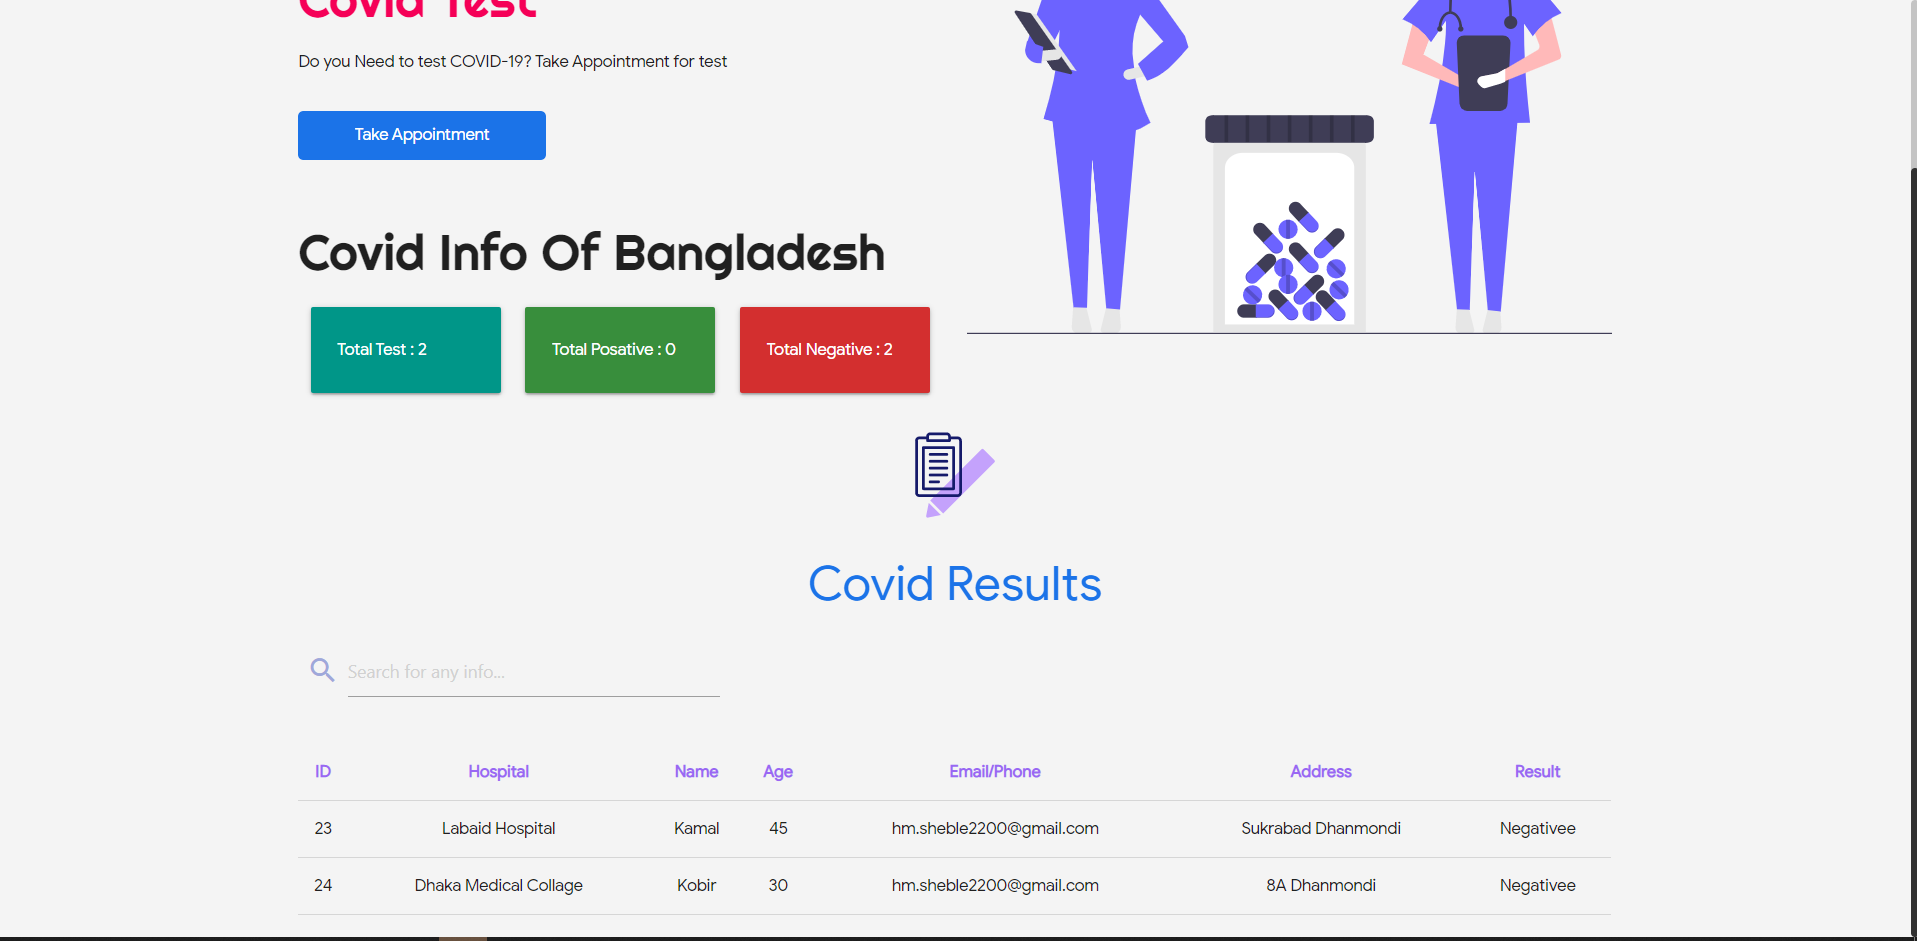 Covid Test
Do you Need to test COVID-19? Take Appointment for test
Take Appointment
Covid Info Of Bangladesh
Total Test : 2
Total Posative : 0
Total Negative : 2
Covid Results
Search for any info...
ID Hospital Name Age Email/Phone Address Result
23 Labaid Hospital Kamal 45 hm.sheble2200@gmail.com Sukrabad Dhanmondi Negativee
24 Dhaka Medical Collage Kobir 30 hm.sheble2200@gmail.com 8A Dhanmondi Negativee